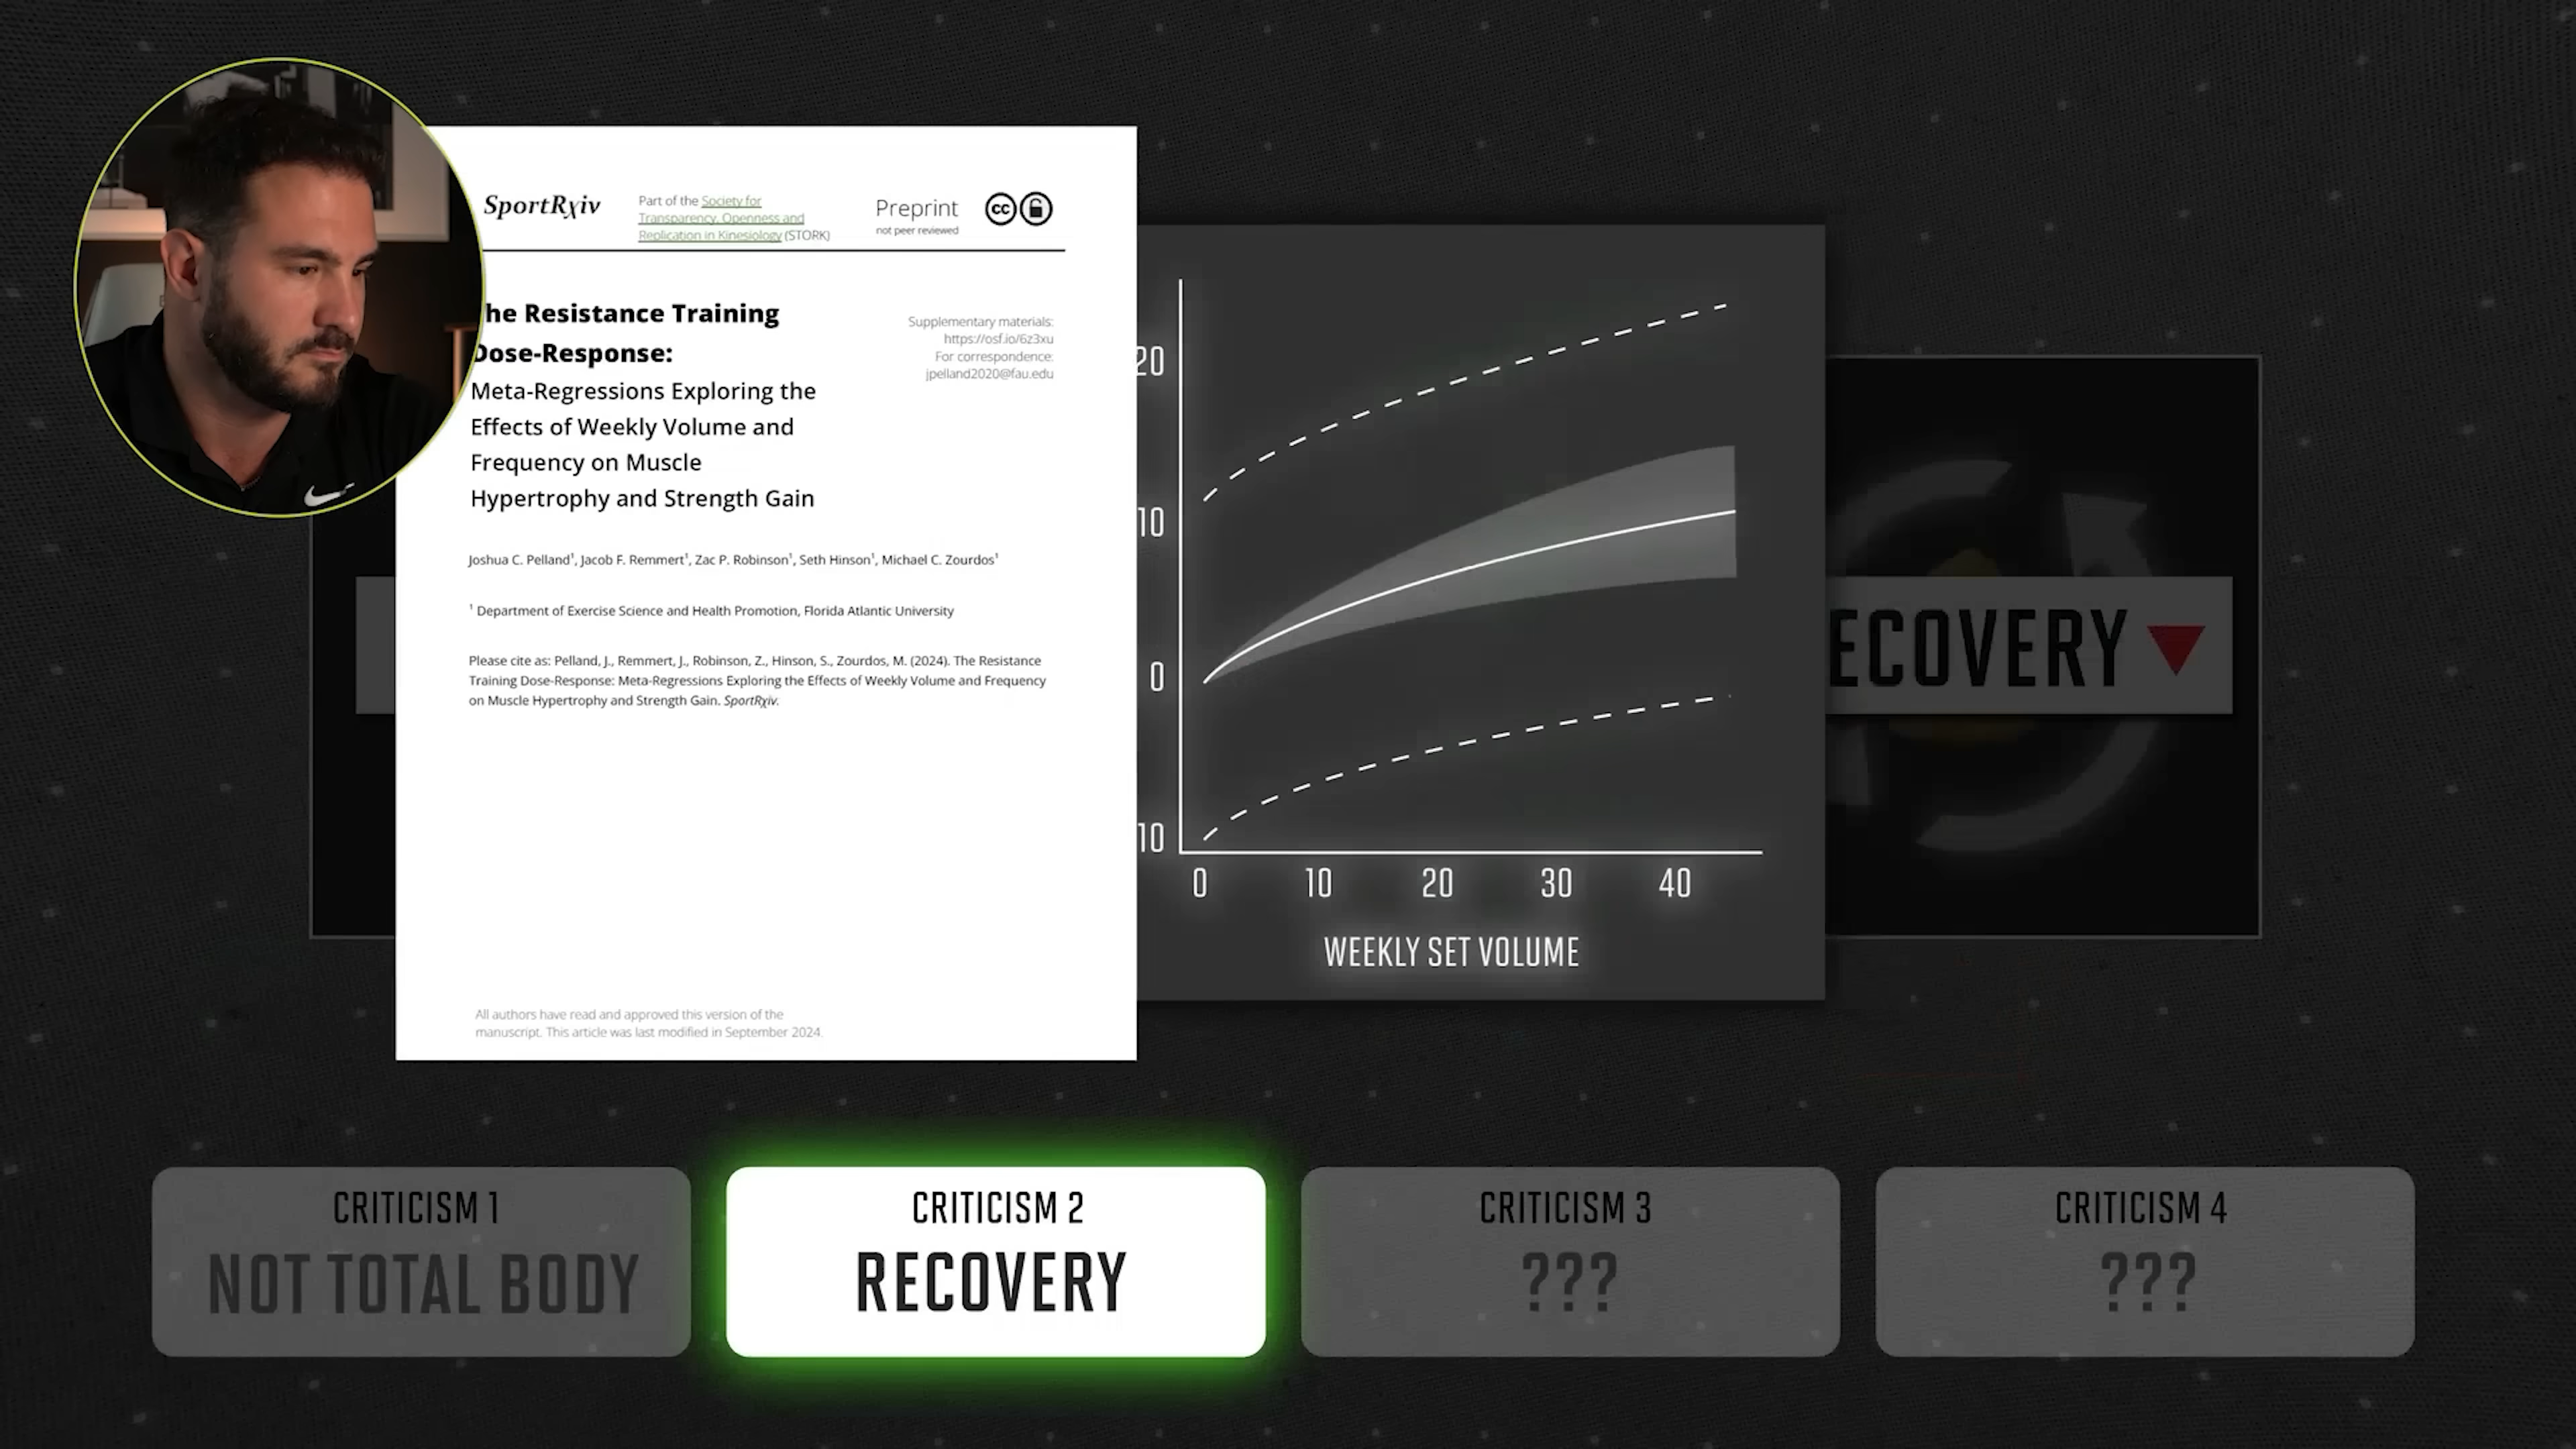 SportRχiv
Part of the Society for
Transparency, Openness and
Replication in Kinesiology (STORK)
Preprint
not peer reviewed
cc
he Resistance Training
Dose-Response:
Meta-Regressions Exploring the
Effects of Weekly Volume and
Frequency on Muscle
Hypertrophy and Strength Gain
Supplementary materials:
https://osf.io/6z3xu
For correspondence:
jpelland2020@fau.edu
Joshua C. Pelland¹, Jacob F. Remmert¹, Zac P. Robinson¹, Seth Hinson¹, Michael C. Zourdos¹
¹ Department of Exercise Science and Health Promotion, Florida Atlantic University
Please cite as: Pelland, J., Remmert, J., Robinson, Z., Hinson, S., Zourdos, M. (2024). The Resistance
Training Dose-Response: Meta-Regressions Exploring the Effects of Weekly Volume and Frequency
on Muscle Hypertrophy and Strength Gain. SportRχiv.
All authors have read and approved this version of the
manuscript. This article was last modified in September 2024.
20
10
0
10
0 10 20 30 40
WEEKLY SET VOLUME
ECOVERY
CRITICISM 1
NOT TOTAL BODY
CRITICISM 2
RECOVERY
CRITICISM 3
???
CRITICISM 4
???